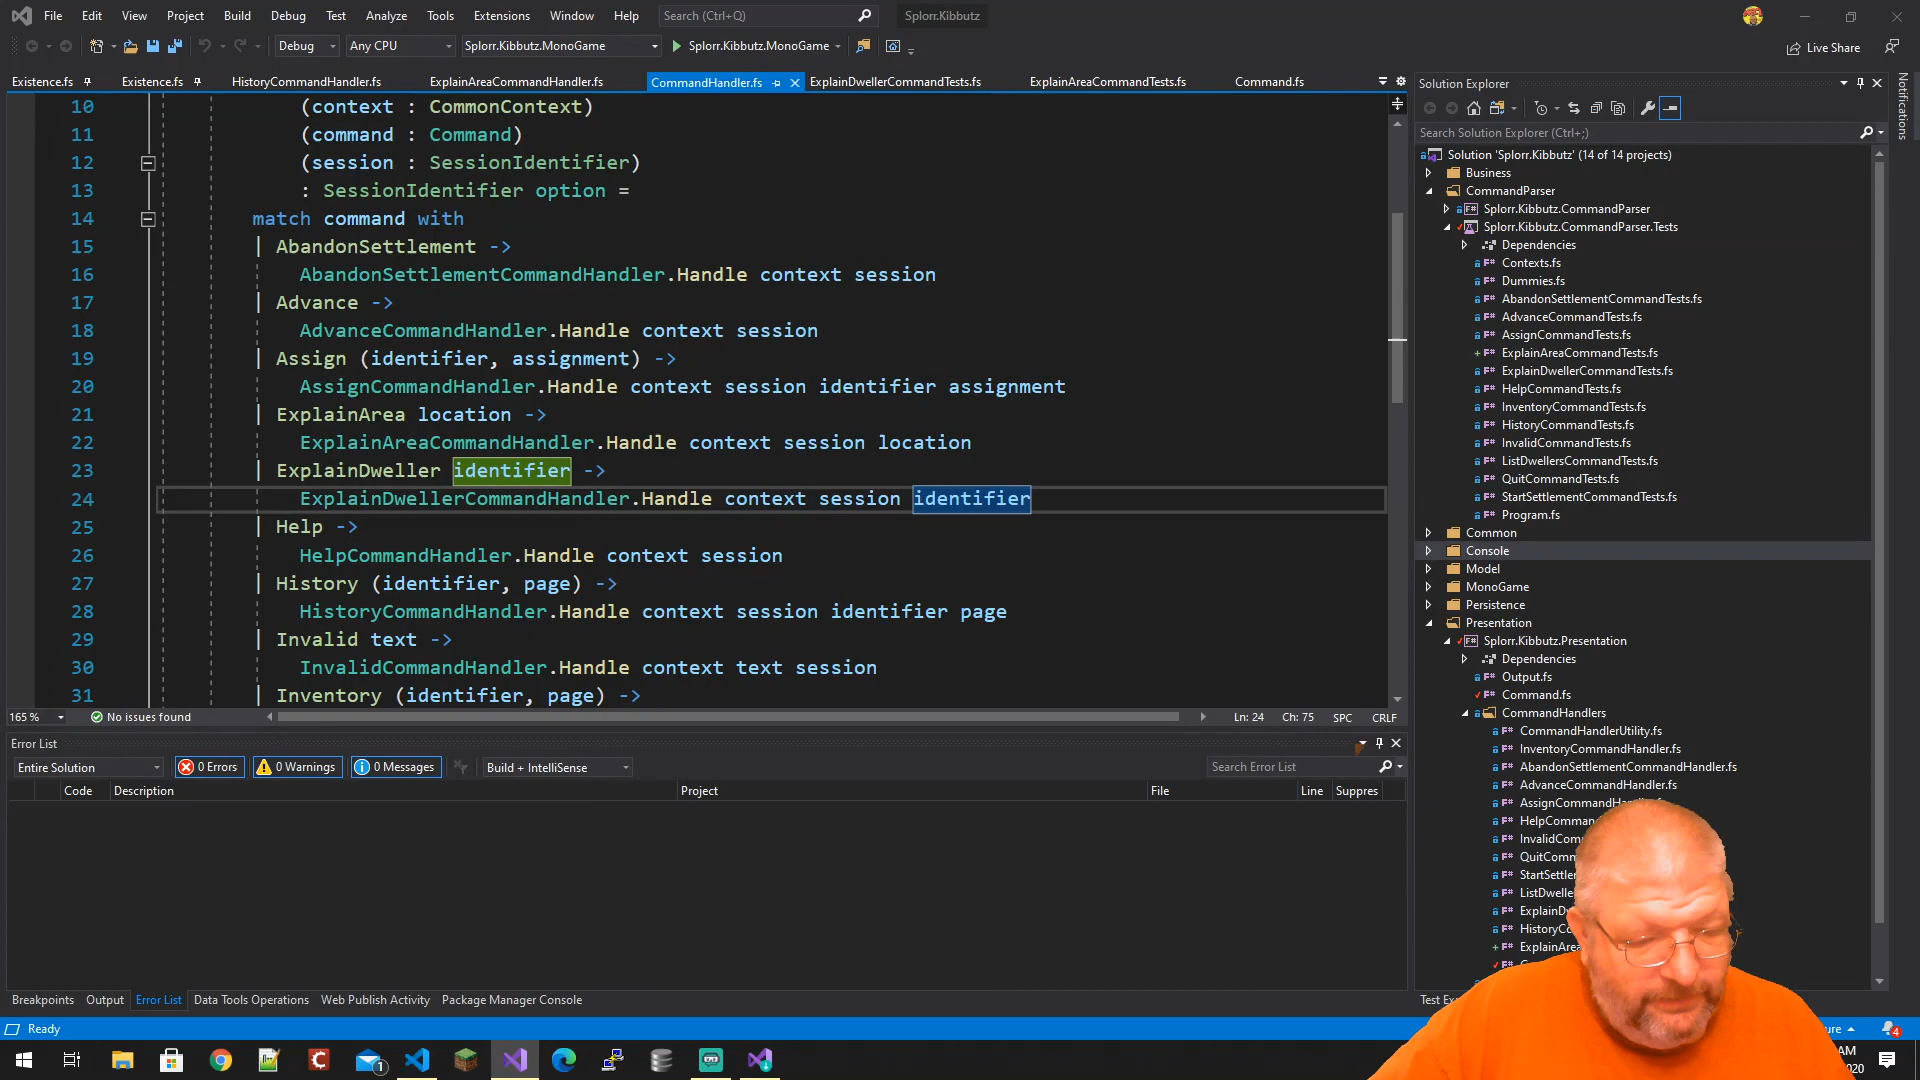 File Edit View Project Build Debug Test Analyze Tools Extensions Window Help Search (Ctrl+Q) Splorr.Kibbutz
Debug Any CPU Splorr.Kibbutz.MonoGame Splorr.Kibbutz.MonoGame Live Share
Existence.fs Existence.fs HistoryCommandHandler.fs ExplainAreaCommandHandler.fs CommandHandler.fs ExplainDwellerCommandTests.fs ExplainAreaCommandTests.fs Command.fs
10 (context : CommonContext)
11 (command : Command)
12 (session : SessionIdentifier)
13 : SessionIdentifier option =
14 match command with
15 | AbandonSettlement ->
16 AbandonSettlementCommandHandler.Handle context session
17 | Advance ->
18 AdvanceCommandHandler.Handle context session
19 | Assign (identifier, assignment) ->
20 AssignCommandHandler.Handle context session identifier assignment
21 | ExplainArea location ->
22 ExplainAreaCommandHandler.Handle context session location
23 | ExplainDweller identifier ->
24 ExplainDwellerCommandHandler.Handle context session identifier
25 | Help ->
26 HelpCommandHandler.Handle context session
27 | History (identifier, page) ->
28 HistoryCommandHandler.Handle context session identifier page
29 | Invalid text ->
30 InvalidCommandHandler.Handle context text session
31 | Inventory (identifier, page) ->
165 % No issues found Ln: 24 Ch: 75 SPC CRLF
Error List
Entire Solution 0 Errors 0 Warnings 0 Messages Build + IntelliSense Search Error List
Code Description Project File Line Suppres
Breakpoints Output Error List Data Tools Operations Web Publish Activity Package Manager Console
Solution Explorer
Search Solution Explorer (Ctrl+;)
Solution 'Splorr.Kibbutz' (14 of 14 projects)
Business
CommandParser
Splorr.Kibbutz.CommandParser
Splorr.Kibbutz.CommandParser.Tests
Dependencies
Contexts.fs
Dummies.fs
AbandonSettlementCommandTests.fs
AdvanceCommandTests.fs
AssignCommandTests.fs
ExplainAreaCommandTests.fs
ExplainDwellerCommandTests.fs
HelpCommandTests.fs
InventoryCommandTests.fs
HistoryCommandTests.fs
InvalidCommandTests.fs
ListDwellersCommandTests.fs
QuitCommandTests.fs
StartSettlementCommandTests.fs
Program.fs
Common
Console
Model
MonoGame
Persistence
Presentation
Splorr.Kibbutz.Presentation
Dependencies
Output.fs
Command.fs
CommandHandlers
CommandHandlerUtility.fs
InventoryCommandHandler.fs
AbandonSettlementCommandHandler.fs
AdvanceCommandHandler.fs
Notifications
Ready
4
1
AM